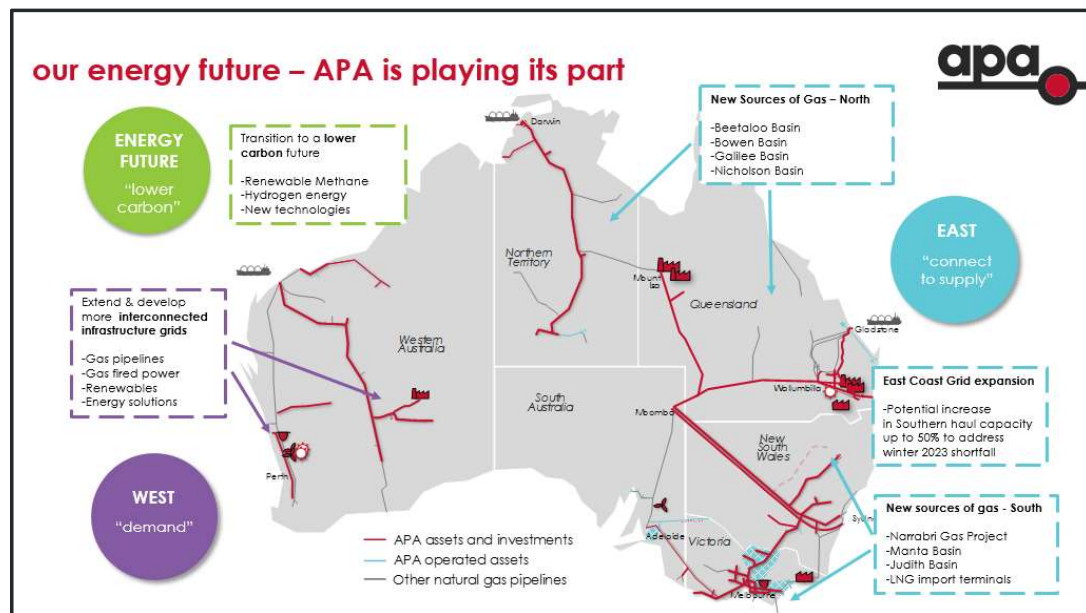 our energy future – APA is playing its part
apa
ENERGY
FUTURE
“lower
carbon”
Transition to a lower
carbon future
-Renewable Methane
-Hydrogen energy
-New technologies
New Sources of Gas – North
-Beetaloo Basin
-Bowen Basin
-Galilee Basin
-Nicholson Basin
EAST
“connect
to supply”
Extend & develop
more interconnected
infrastructure grids
-Gas pipelines
-Gas fired power
-Renewables
-Energy solutions
WEST
“demand”
Darwin
Northern
Territory
Mount
Isa
Queensland
Gladstone
Western
Australia
South
Australia
Wallumbilla
Moomba
New
South
Wales
Perth
Adelaide
Victoria
Melbourne
East Coast Grid expansion
-Potential increase
in Southern haul capacity
up to 50% to address
winter 2023 shortfall
New sources of gas - South
-Narrabri Gas Project
-Manta Basin
-Judith Basin
-LNG import terminals
APA assets and investments
APA operated assets
Other natural gas pipelines